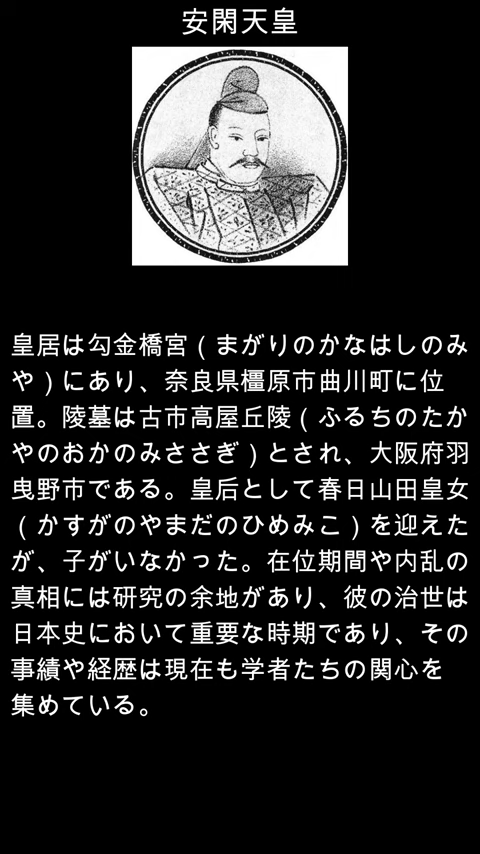 安閑天皇
皇居は勾金橋宮（まがりのかなはしのみ
や）にあり、奈良県橿原市曲川町に位
置。陵墓は古市高屋丘陵（ふるちのたか
やのおかのみささぎ）とされ、大阪府羽
曳野市である。皇后として春日山田皇女
（かすがのやまだのひめみこ）を迎えた
が、子がいなかった。在位期間や内乱の
真相には研究の余地があり、彼の治世は
日本史において重要な時期であり、その
事績や経歴は現在も学者たちの関心を
集めている。